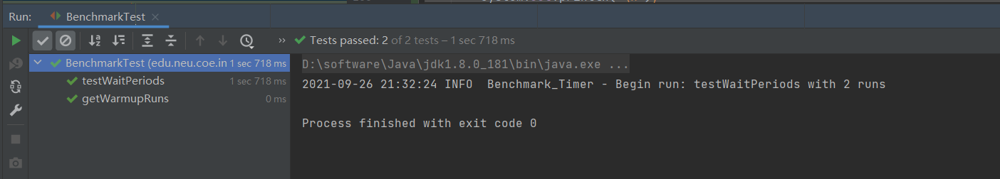 Run: BenchmarkTest ×
» Tests passed: 2 of 2 tests – 1 sec 718 ms
BenchmarkTest (edu.neu.coe.in 1 sec 718 ms
testWaitPeriods 1 sec 718 ms
getWarmupRuns 0 ms
D:\software\Java\jdk1.8.0_181\bin\java.exe ...
2021-09-26 21:32:24 INFO  Benchmark_Timer - Begin run: testWaitPeriods with 2 runs
Process finished with exit code 0